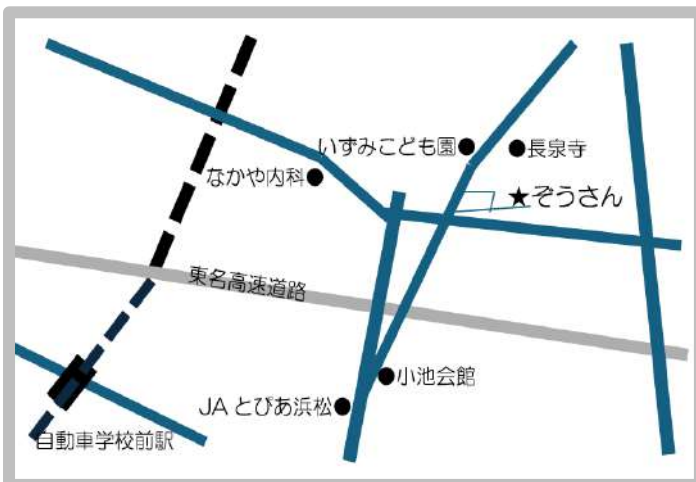 いずみこども園
長泉寺
なかや内科
★ぞうさん
東名高速道路
小池会館
JAとぴあ浜松
自動車学校前駅